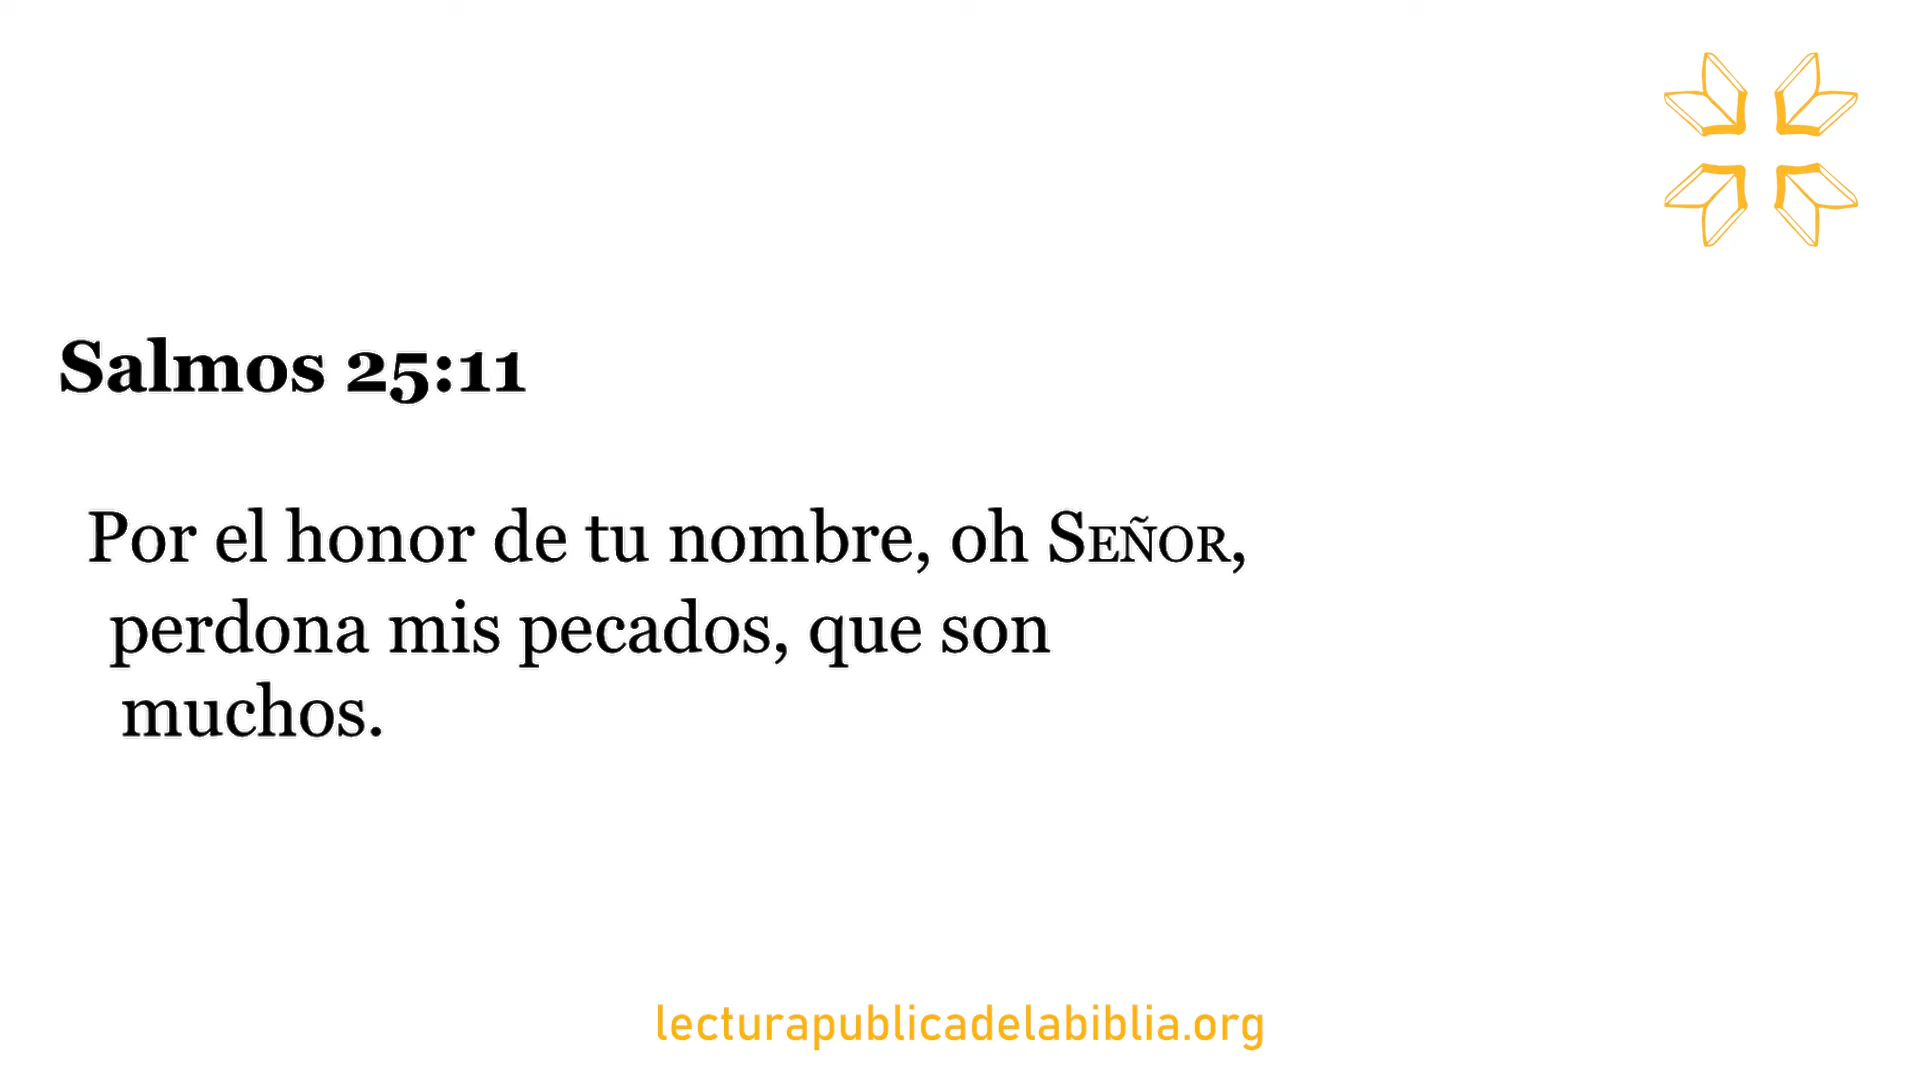 Salmos 25:11
Por el honor de tu nombre, oh SEÑOR,
perdona mis pecados, que son
muchos.
lecturapublicadelabiblia.org